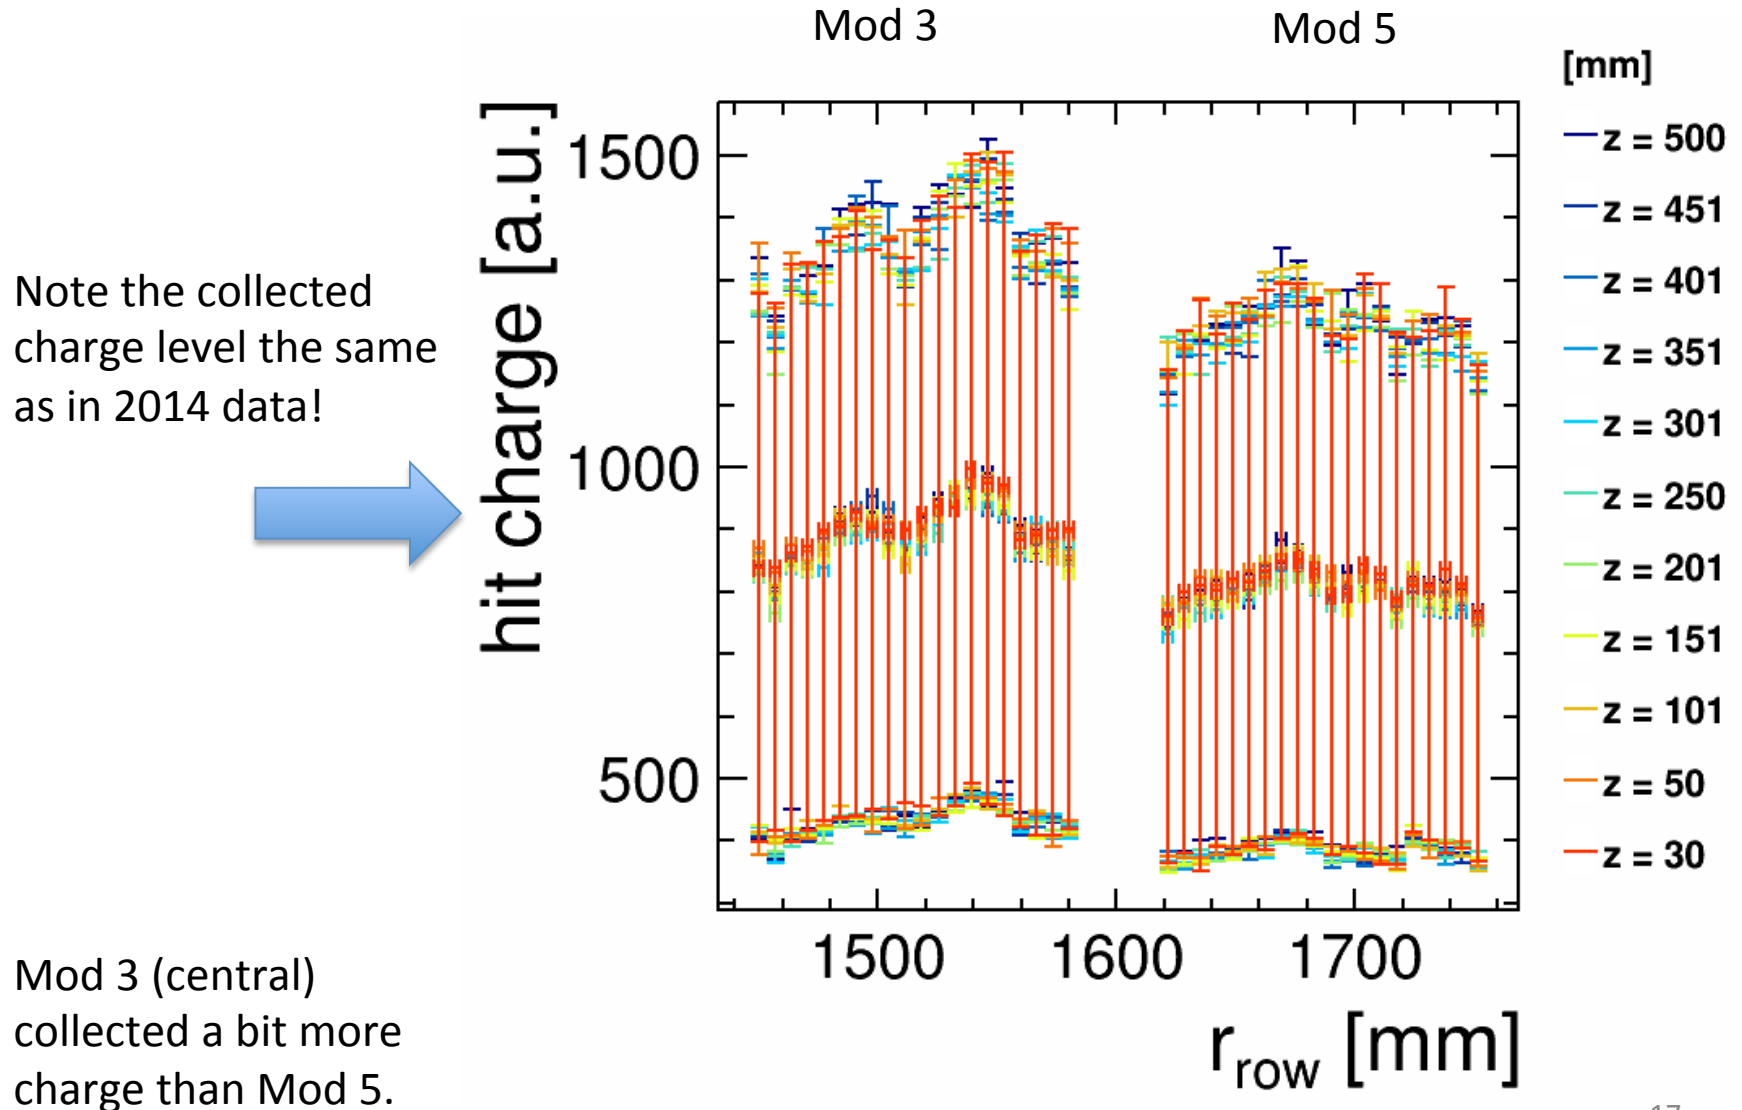 Mod 3
Mod 5
[mm]
z = 500
z = 451
z = 401
z = 351
z = 301
z = 250
z = 201
z = 151
z = 101
z = 50
z = 30
hit charge [a.u.]
1500
1000
500
1500
1600
1700
r_row [mm]
Note the collected
charge level the same
as in 2014 data!
Mod 3 (central)
collected a bit more
charge than Mod 5.
17